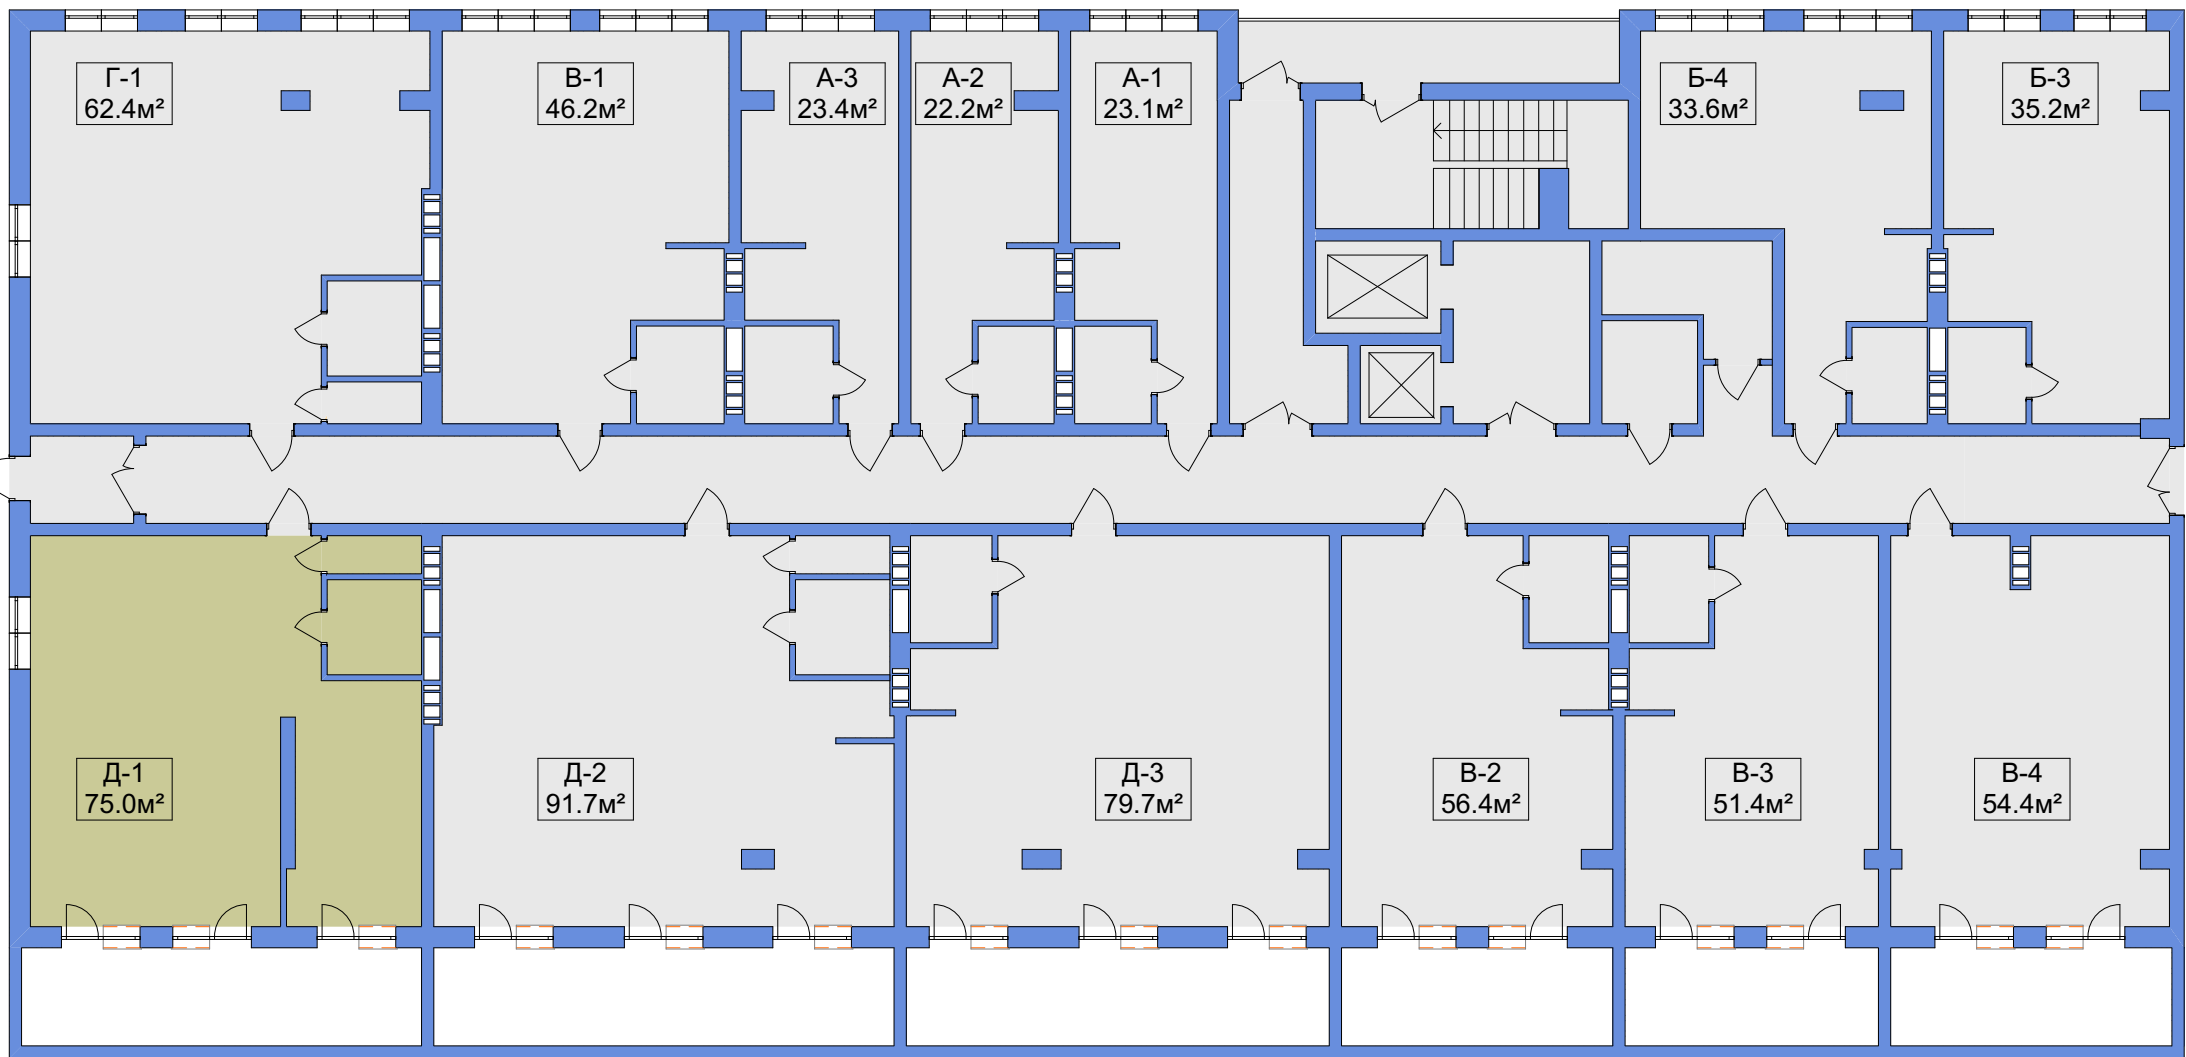 Г-1
62.4м²
В-1
46.2м²
А-3
23.4м²
А-2
22.2м²
А-1
23.1м²
Б-4
33.6м²
Б-3
35.2м²
Д-1
75.0м²
Д-2
91.7м²
Д-3
79.7м²
В-2
56.4м²
В-3
51.4м²
В-4
54.4м²